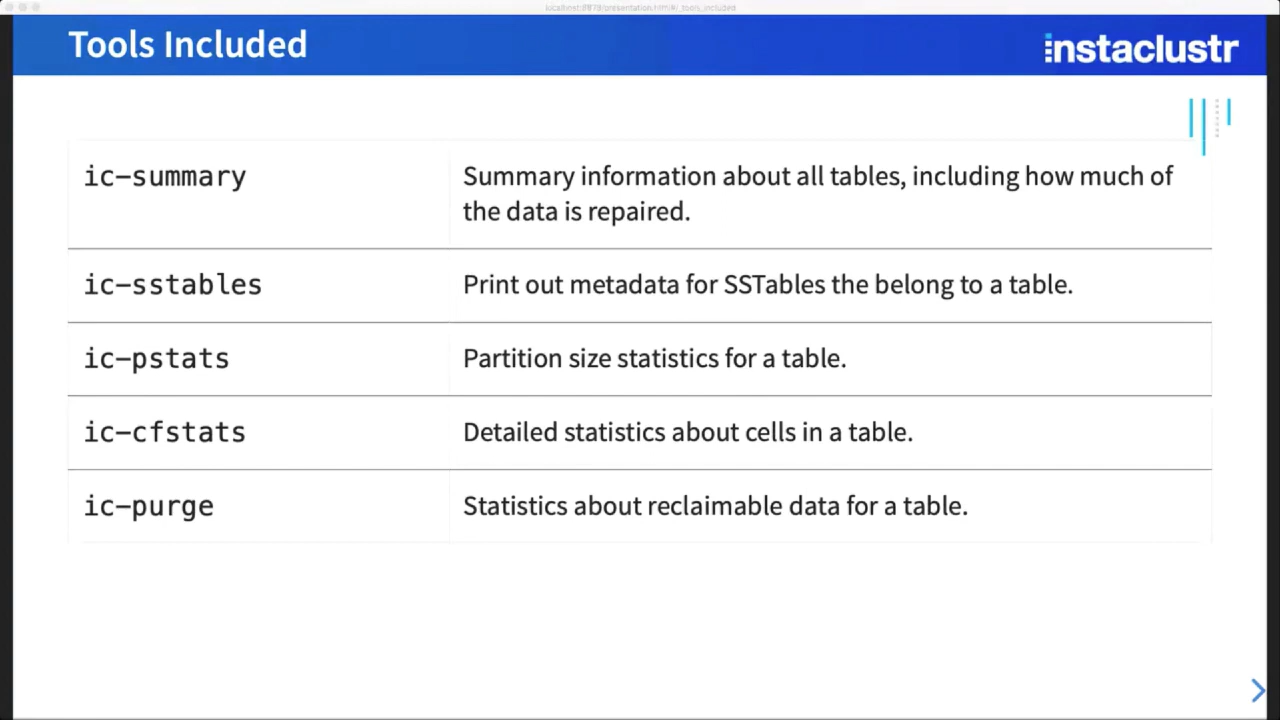 Tools Included
instaclustr
ic-summary
Summary information about all tables, including how much of
the data is repaired.
ic-sstables
Print out metadata for SSTables the belong to a table.
ic-pstats
Partition size statistics for a table.
ic-cfstats
Detailed statistics about cells in a table.
ic-purge
Statistics about reclaimable data for a table.